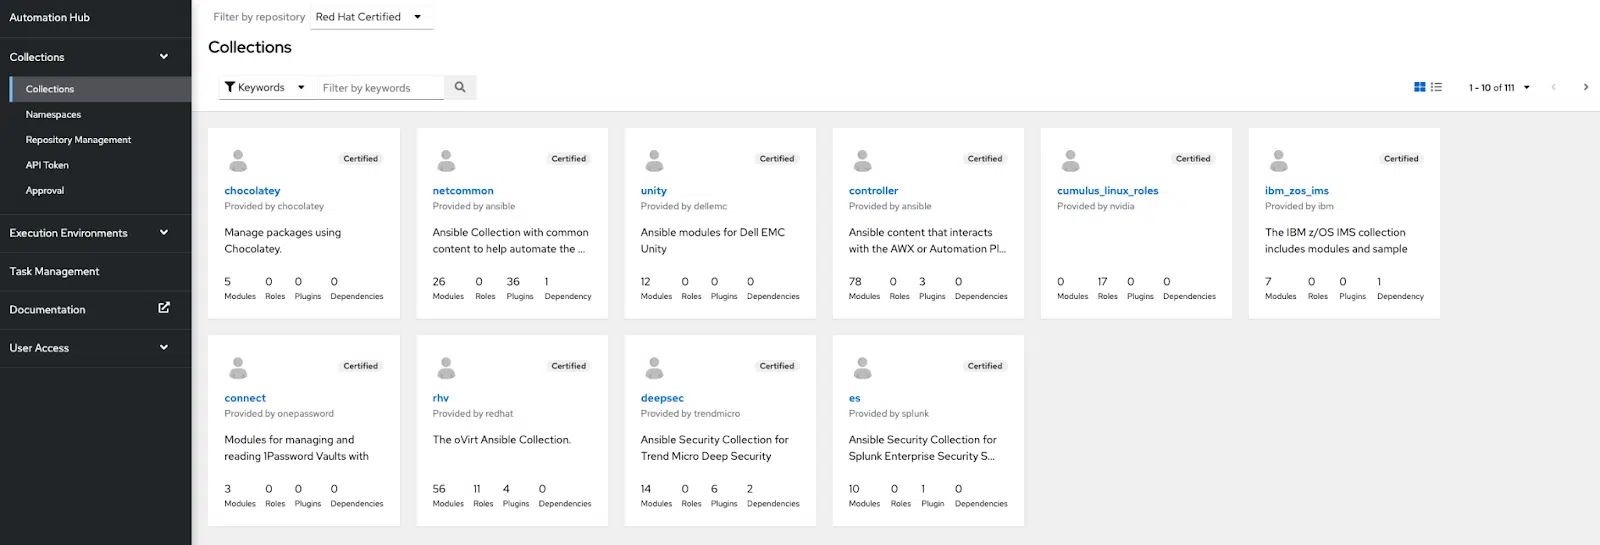 Automation Hub
Collections
Collections
Namespaces
Repository Management
API Token
Approval
Execution Environments
Task Management
Documentation
User Access
Filter by repository Red Hat Certified
Collections
Keywords Filter by keywords
1 - 10 of 111
Certified
chocolatey
Provided by chocolatey
Manage packages using
Chocolatey.
5 0 0 0
Modules Roles Plugins Dependencies
Certified
netcommon
Provided by ansible
Ansible Collection with common
content to help automate the ...
26 0 36 1
Modules Roles Plugins Dependency
Certified
unity
Provided by dellemc
Ansible modules for Dell EMC
Unity
12 0 0 0
Modules Roles Plugins Dependencies
Certified
controller
Provided by ansible
Ansible content that interacts
with the AWX or Automation Pl...
78 0 3 0
Modules Roles Plugins Dependencies
Certified
cumulus_linux_roles
Provided by nvidia
0 17 0 0
Modules Roles Plugins Dependencies
Certified
ibm_zos_ims
Provided by ibm
The IBM z/OS IMS collection
includes modules and sample
7 0 0 1
Modules Roles Plugins Dependency
Certified
connect
Provided by onepassword
Modules for managing and
reading 1Password Vaults with
3 0 0 0
Modules Roles Plugins Dependencies
Certified
rhv
Provided by redhat
The oVirt Ansible Collection.
56 11 4 0
Modules Roles Plugins Dependencies
Certified
deepsec
Provided by trendmicro
Ansible Security Collection for
Trend Micro Deep Security
14 0 6 2
Modules Roles Plugins Dependencies
Certified
es
Provided by splunk
Ansible Security Collection for
Splunk Enterprise Security S...
10 0 1 0
Modules Roles Plugin Dependencies